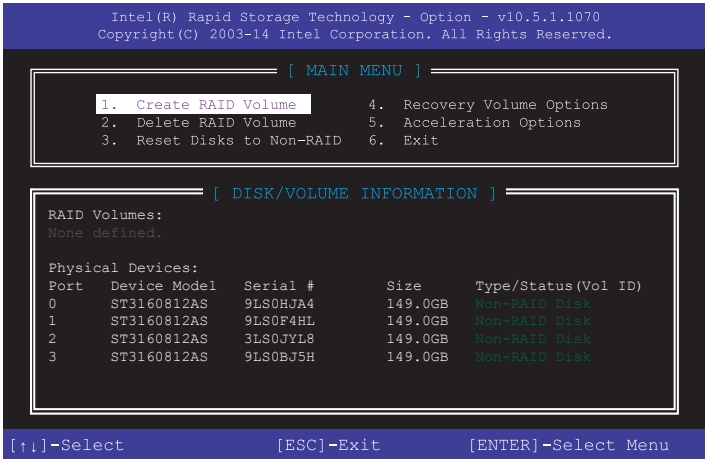 Intel(R) Rapid Storage Technology - Option - v10.5.1.1070
Copyright(C) 2003-14 Intel Corporation. All Rights Reserved.
[ MAIN MENU ]
1. Create RAID Volume 4. Recovery Volume Options
2. Delete RAID Volume 5. Acceleration Options
3. Reset Disks to Non-RAID 6. Exit
[ DISK/VOLUME INFORMATION ]
RAID Volumes:
None defined.
Physical Devices:
Port Device Model Serial # Size Type/Status(Vol ID)
0 ST3160812AS 9LS0HJA4 149.0GB Non-RAID Disk
1 ST3160812AS 9LS0F4HL 149.0GB Non-RAID Disk
2 ST3160812AS 3LS0JYL8 149.0GB Non-RAID Disk
3 ST3160812AS 9LS0BJ5H 149.0GB Non-RAID Disk
[↑↓]-Select [ESC]-Exit [ENTER]-Select Menu